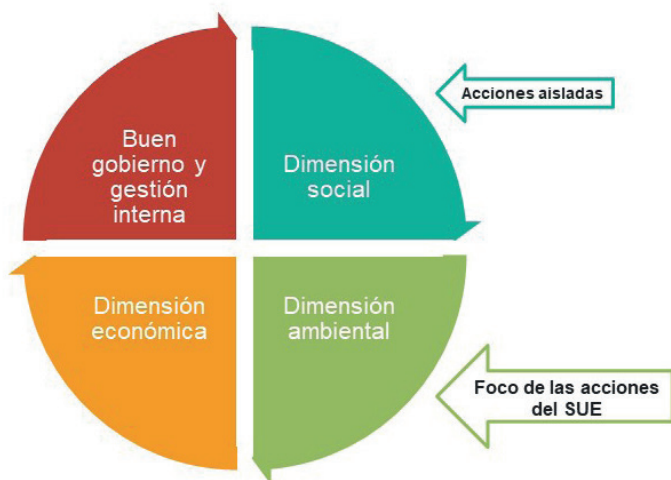 Buen
gobierno y
gestión
interna
Dimensión
social
Acciones aisladas
Dimensión
económica
Dimensión
ambiental
Foco de las acciones
del SUE